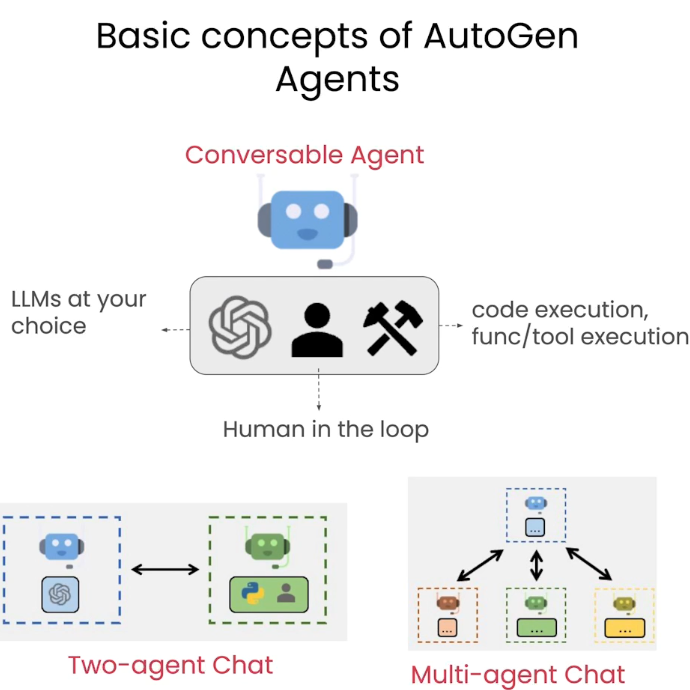 Basic concepts of AutoGen
Agents
Conversable Agent
LLMs at your
choice
code execution,
func/tool execution
Human in the loop
...
... ... ...
Two-agent Chat
Multi-agent Chat